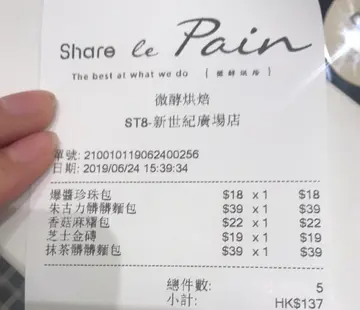 Share le Pain
The best at what we do { 微酵烘焙 }
微酵烘焙
ST8-新世紀廣場店
單號: 210010119062400256
日期: 2019/06/24 15:39:34
爆醬珍珠包 $18 x 1 $18
朱古力髒髒麵包 $39 x 1 $39
香菇麻糬包 $22 x 1 $22
芝士金磚 $19 x 1 $19
抹茶髒髒麵包 $39 x 1 $39
總件數: 5
小計: HK$137